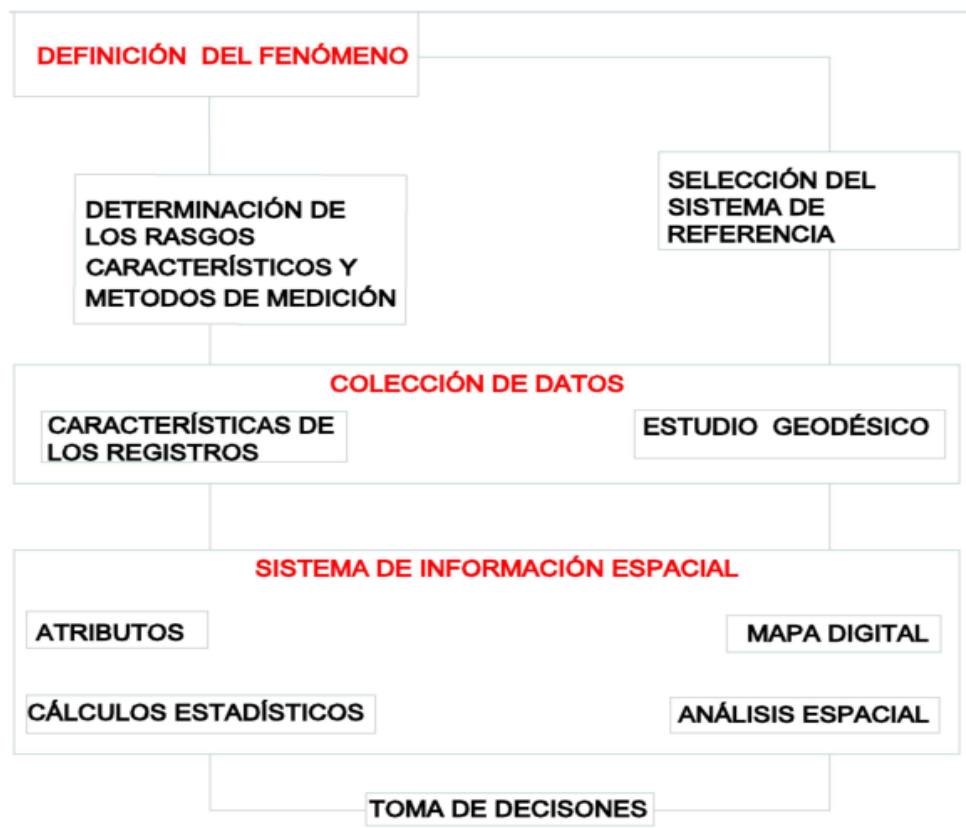 DEFINICIÓN DEL FENÓMENO
SELECCIÓN DEL
SISTEMA DE
REFERENCIA
DETERMINACIÓN DE
LOS RASGOS
CARACTERÍSTICOS Y
METODOS DE MEDICIÓN
COLECCIÓN DE DATOS
CARACTERÍSTICAS DE
LOS REGISTROS
ESTUDIO GEODÉSICO
SISTEMA DE INFORMACIÓN ESPACIAL
ATRIBUTOS
MAPA DIGITAL
CÁLCULOS ESTADÍSTICOS
ANÁLISIS ESPACIAL
TOMA DE DECISONES